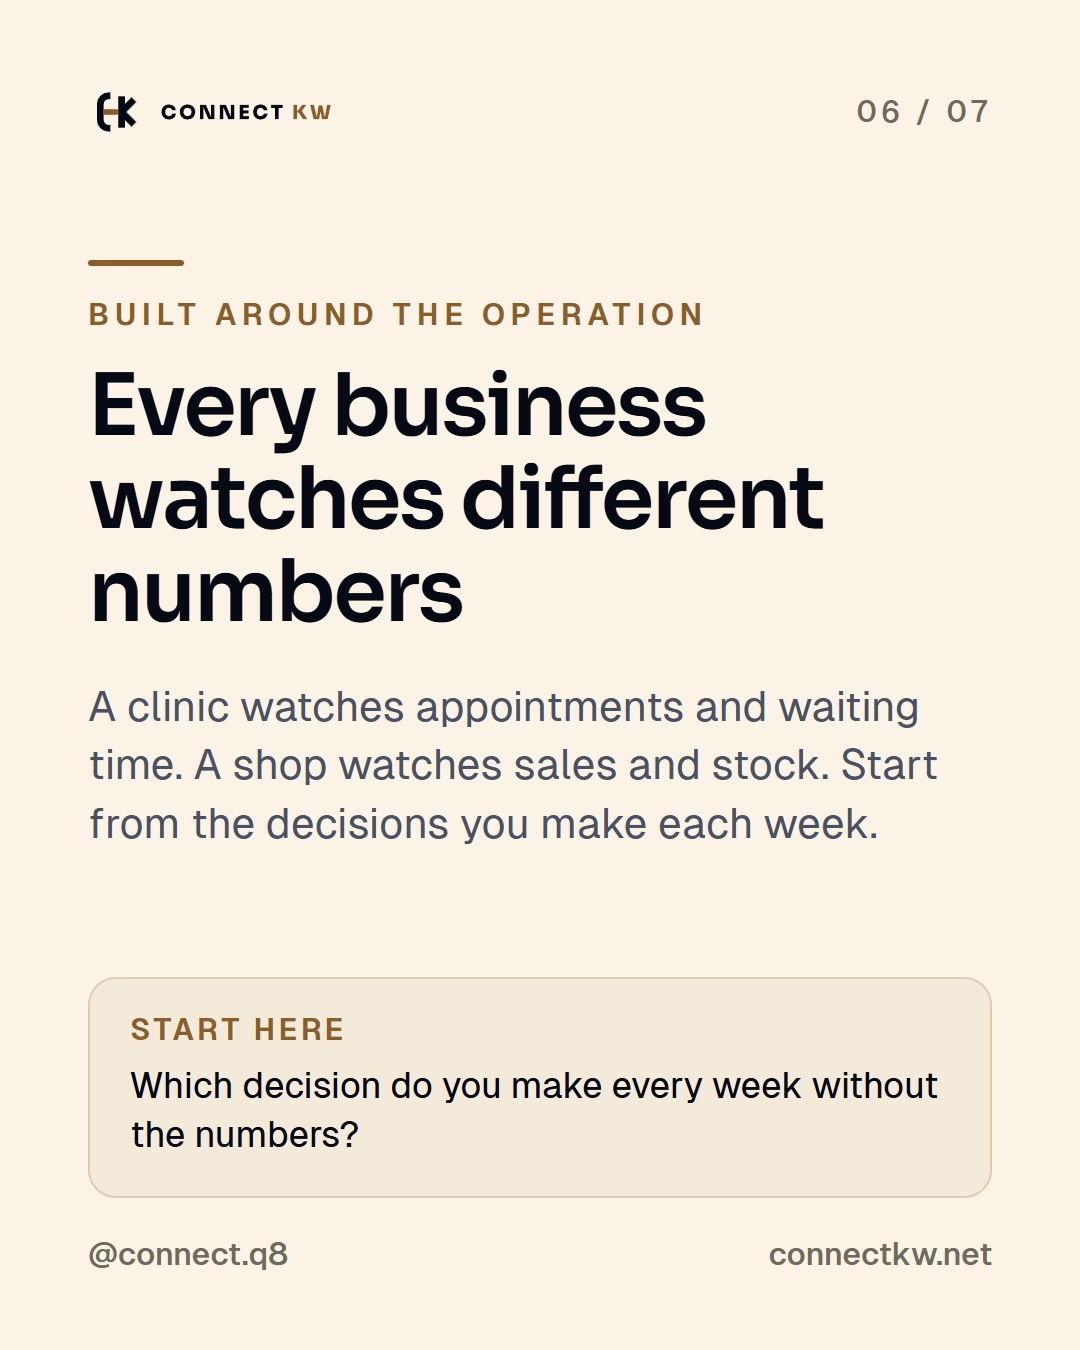 CONNECT KW
06 / 07
BUILT AROUND THE OPERATION
Every business
watches different
numbers
A clinic watches appointments and waiting
time. A shop watches sales and stock. Start
from the decisions you make each week.
START HERE
Which decision do you make every week without
the numbers?
@connect.q8
connectkw.net